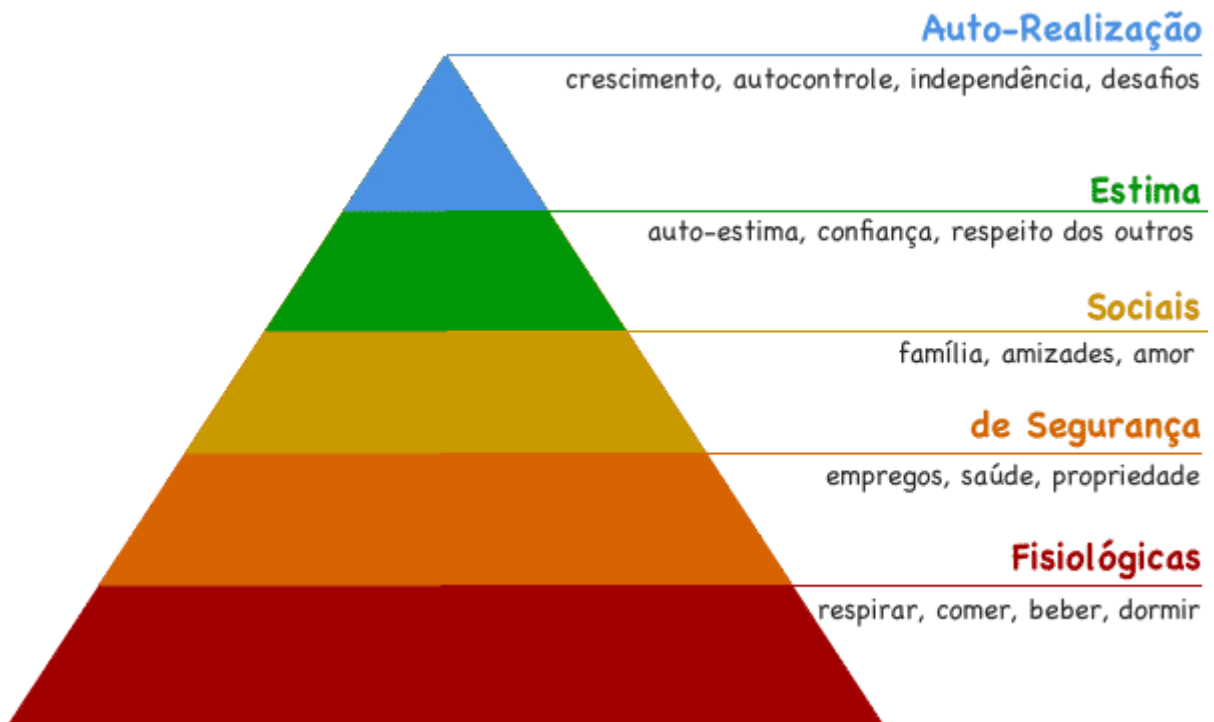 Auto-Realização
crescimento, autocontrole, independência, desafios
Estima
auto-estima, confiança, respeito dos outros
Sociais
família, amizades, amor
de Segurança
empregos, saúde, propriedade
Fisiológicas
respirar, comer, beber, dormir